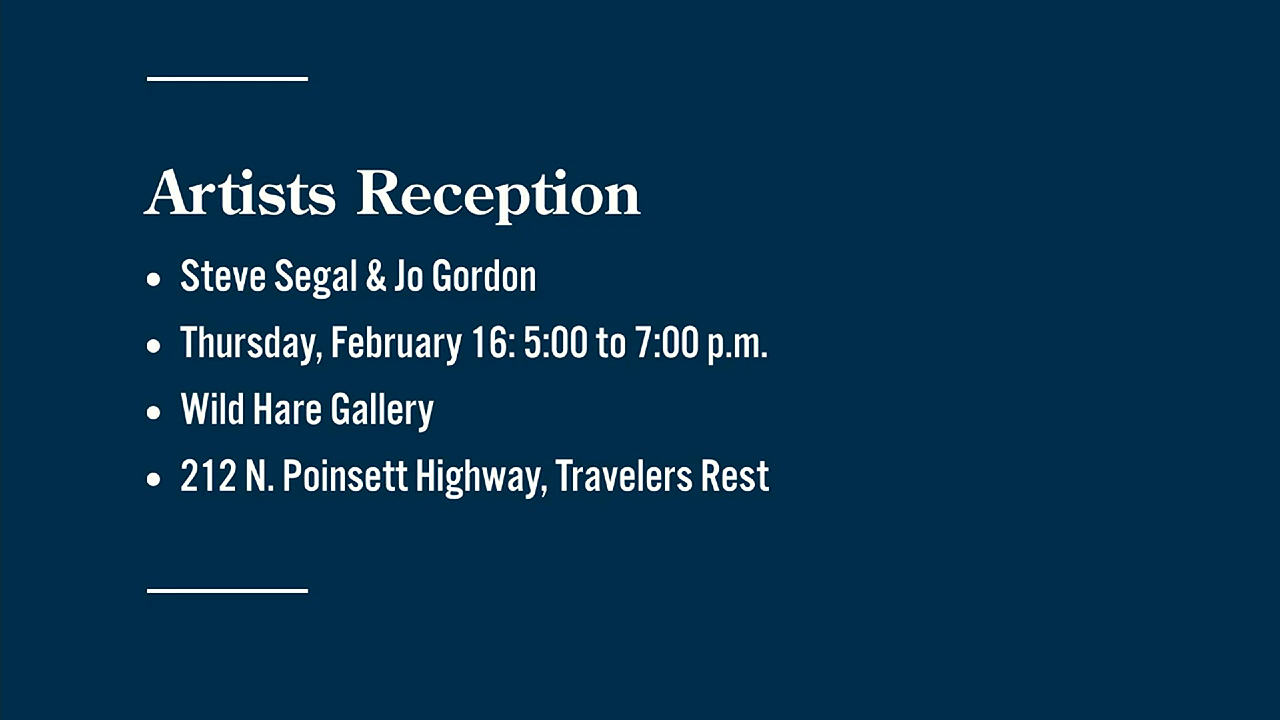 Artists Reception
• Steve Segal & Jo Gordon
• Thursday, February 16: 5:00 to 7:00 p.m.
• Wild Hare Gallery
• 212 N. Poinsett Highway, Travelers Rest